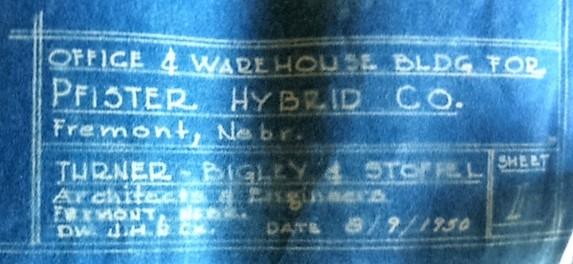 OFFICE & WAREHOUSE BLDG FOR
PFISTER HYBRID CO.
Fremont, Nebr.
TURNER - BIGLEY & STOFFEL
SHEET
Architects & Engineers
1
FREMONT, NEBR.
DW. J.H.B CK. DATE 8/9/1950